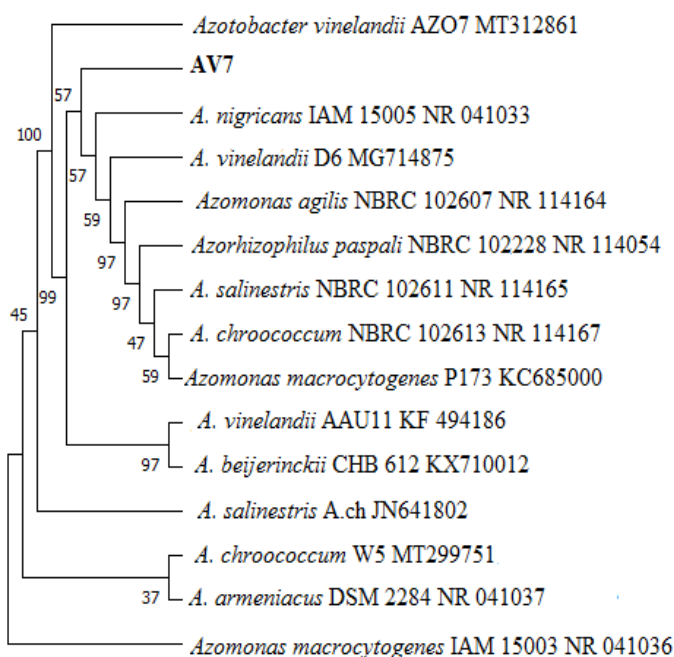 Azotobacter vinelandii AZO7 MT312861
57
AV7
100
A. nigricans IAM 15005 NR 041033
57
A. vinelandii D6 MG714875
59
Azomonas agilis NBRC 102607 NR 114164
97
Azorhizophilus paspali NBRC 102228 NR 114054
97
99
45
A. salinestris NBRC 102611 NR 114165
47
A. chroococcum NBRC 102613 NR 114167
59
Azomonas macrocytogenes P173 KC685000
A. vinelandii AAU11 KF 494186
97
A. beijerinckii CHB 612 KX710012
A. salinestris A.ch JN641802
A. chroococcum W5 MT299751
37
A. armeniacus DSM 2284 NR 041037
Azomonas macrocytogenes IAM 15003 NR 041036